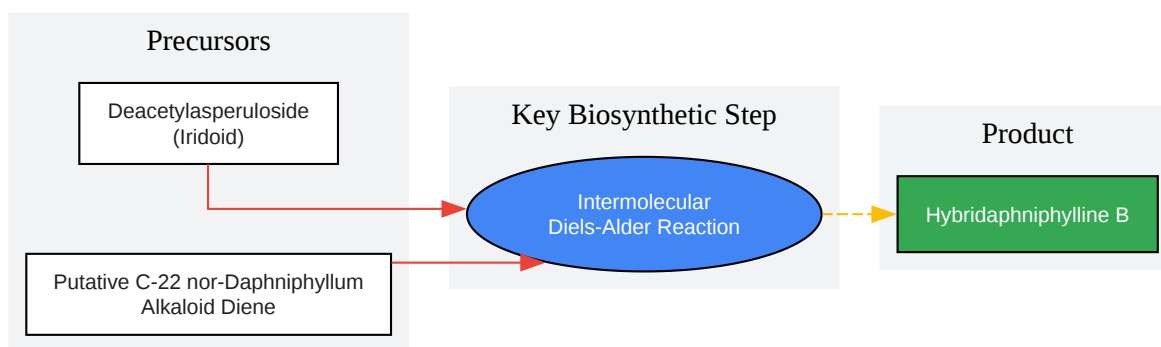 Precursors
Deacetylasperuloside
(Iridoid)
Putative C-22 nor-Daphniphyllum
Alkaloid Diene
Key Biosynthetic Step
Intermolecular
Diels-Alder Reaction
Product
Hybridaphniphylline B